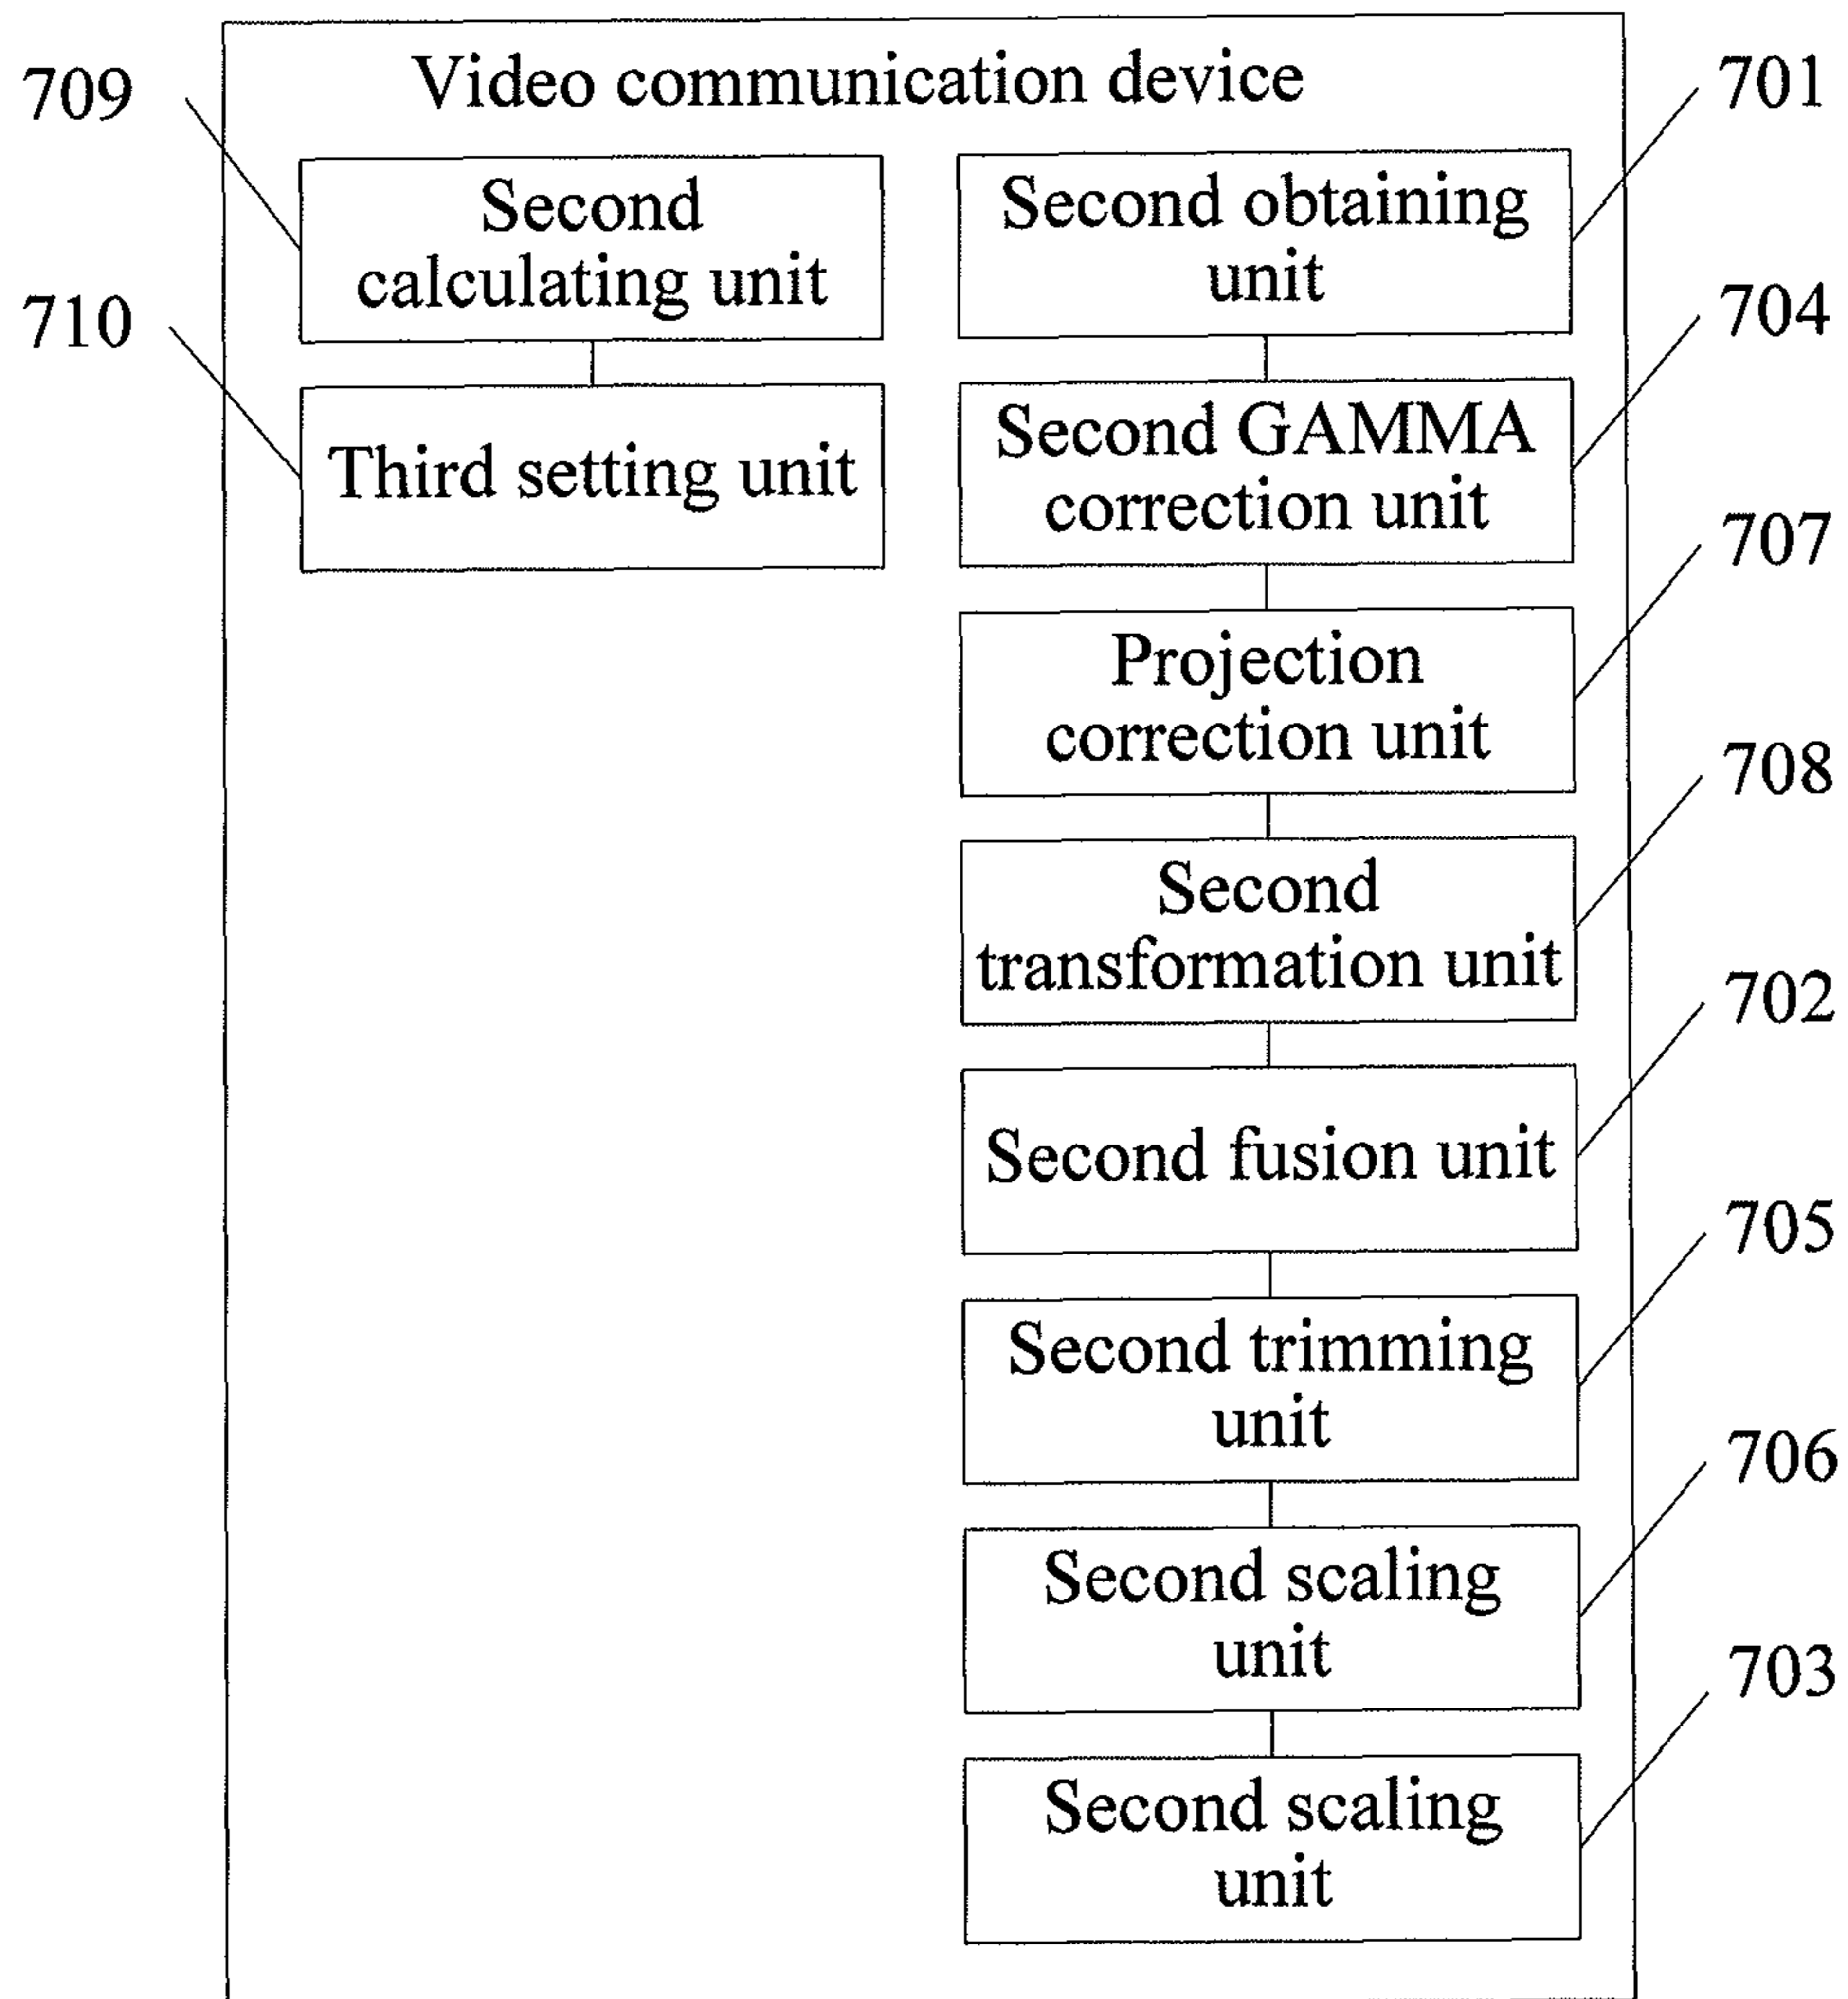 Video communication device
709
701
Second
calculating unit
Second obtaining
unit
710
704
Third setting unit
Second GAMMA
correction unit
707
Projection
correction unit
708
Second
transformation unit
702
Second fusion unit
705
Second trimming
unit
706
Second scaling
unit
703
Second scaling
unit